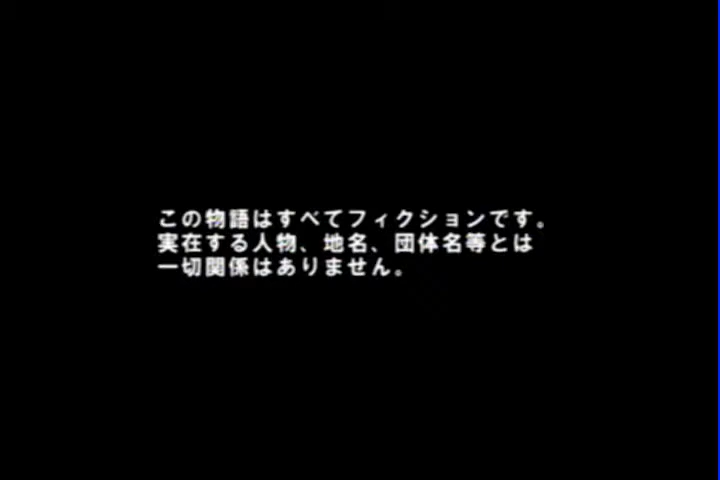 この物語はすべてフィクションです。
実在する人物、地名、団体名等とは
一切関係はありません。